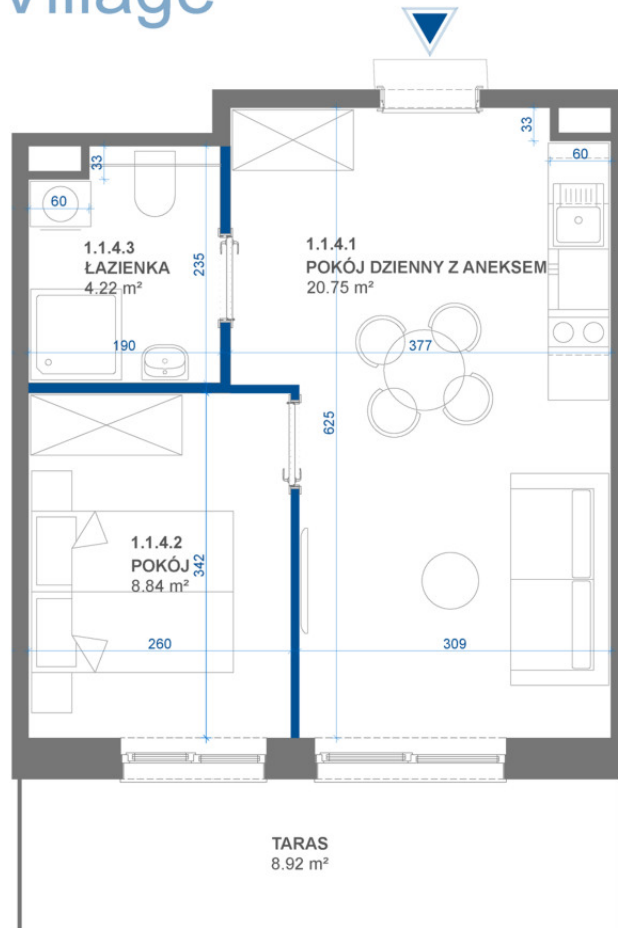 Village
33
60
33
60
1.1.4.3
ŁAZIENKA
4.22 m²
235
1.1.4.1
POKÓJ DZIENNY Z ANEKSEM
20.75 m²
190
377
625
1.1.4.2
POKÓJ
8.84 m²
342
260
309
TARAS
8.92 m²